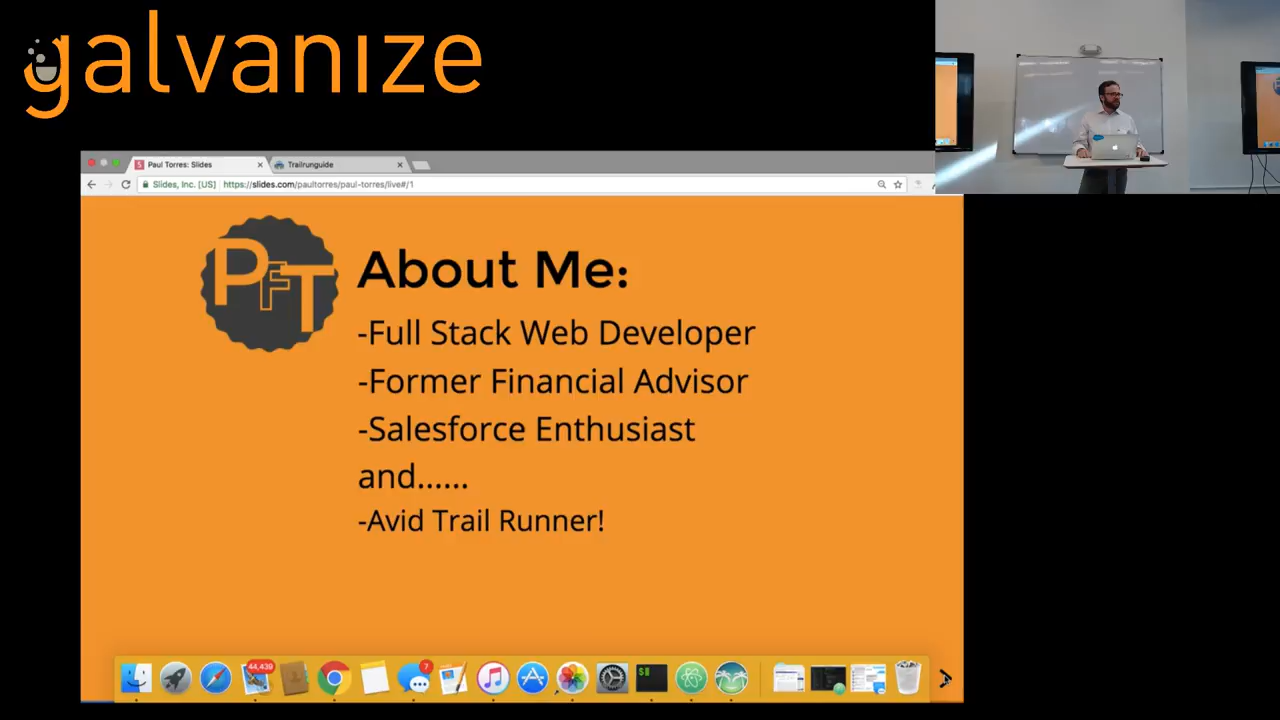 galvanize
Paul Torres: Slides
Trailrunguide
Slides, Inc. [US]
https://slides.com/paultorres/paul-torres/live#/1
PFT
About Me:
-Full Stack Web Developer
-Former Financial Advisor
-Salesforce Enthusiast
and......
-Avid Trail Runner!
44,439
7
$